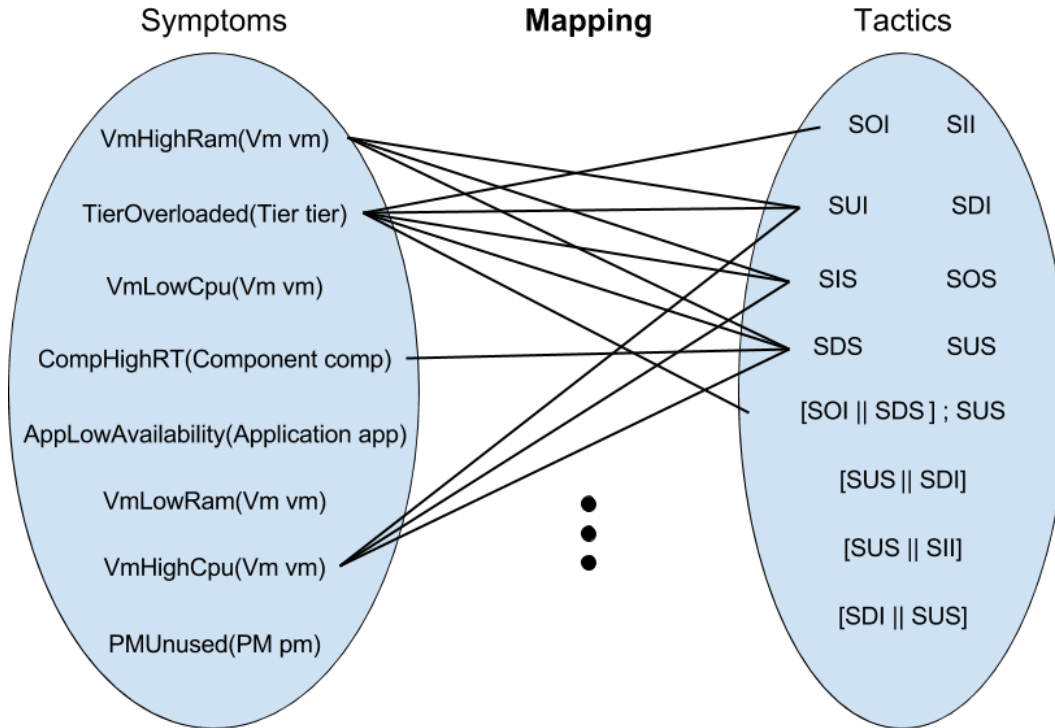 Symptoms
Mapping
Tactics
VmHighRam(Vm vm)
TierOverloaded(Tier tier)
VmLowCpu(Vm vm)
CompHighRT(Component comp)
AppLowAvailability(Application app)
VmLowRam(Vm vm)
VmHighCpu(Vm vm)
PMUnused(PM pm)
SOI SII
SUI SDI
SIS SOS
SDS SUS
[SOI || SDS ] ; SUS
[SUS || SDI]
[SUS || SII]
[SDI || SUS]